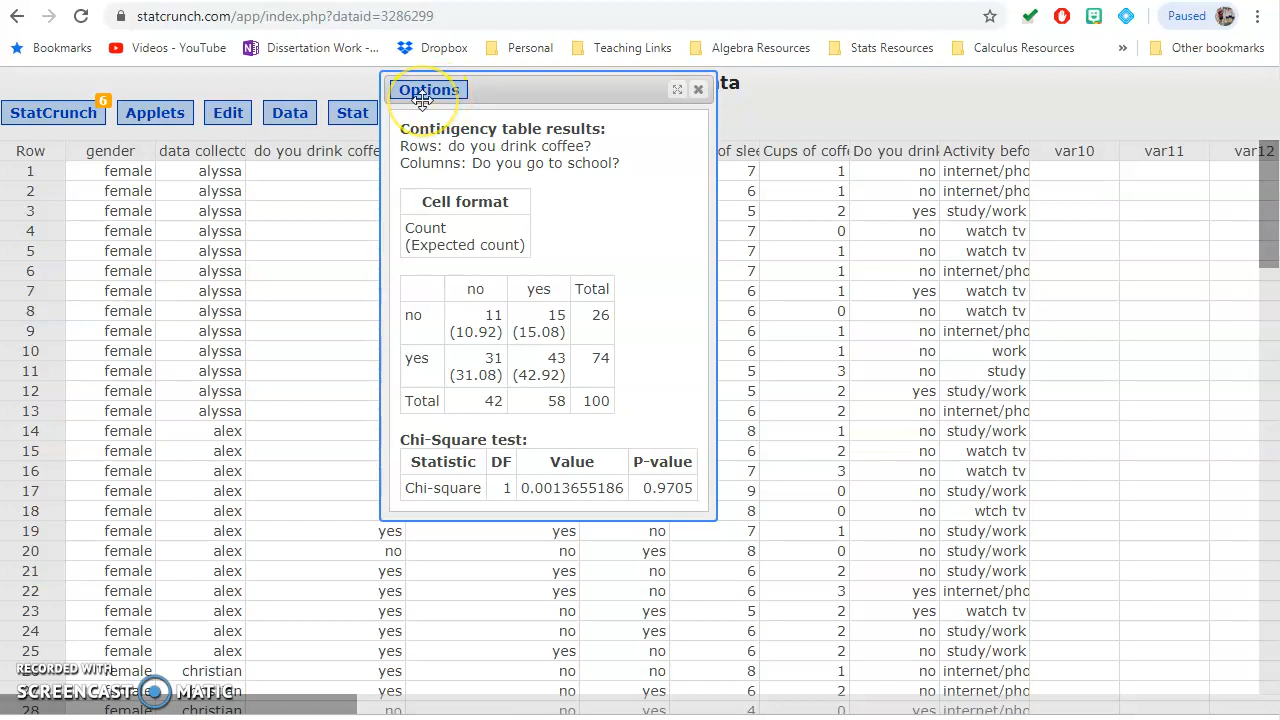 statcrunch.com/app/index.php/dataid=3286299
Paused
Bookmarks Videos - YouTube Dissertation Work -... Dropbox Personal Teaching Links Algebra Resources Stats Resources Calculus Resources » Other bookmarks
Options
ta
StatCrunch 6 Applets Edit Data Stat
Row gender data collecto do you drink coffe of slee Cups of coff Do you drink Activity befo var10 var11 var12
Contingency table results:
Rows: do you drink coffee?
Columns: Do you go to school?
Cell format
Count
(Expected count)
no yes Total
no 11 15 26
(10.92) (15.08)
yes 31 43 74
(31.08) (42.92)
Total 42 58 100
Chi-Square test:
Statistic DF Value P-value
Chi-square 1 0.0013655186 0.9705
1 female alyssa 7 1 no internet/pho
2 female alyssa 6 1 no internet/pho
3 female alyssa 5 2 yes study/work
4 female alyssa 7 0 no watch tv
5 female alyssa 7 1 no watch tv
6 female alyssa 7 1 no internet/pho
7 female alyssa 6 1 yes watch tv
8 female alyssa 6 0 no watch tv
9 female alyssa 6 1 no internet/pho
10 female alyssa 6 1 no work
11 female alyssa 5 3 no study
12 female alyssa 5 2 yes study/work
13 female alyssa 6 2 no internet/pho
14 female alex 8 1 no study/work
15 female alex 6 2 no watch tv
16 female alex 7 3 no watch tv
17 female alex 9 0 no study/work
18 female alex 8 0 no wtch tv
19 female alex yes yes no 7 1 no study/work
20 female alex no no yes 8 0 no study/work
21 female alex yes yes no 6 2 no study/work
22 female alex yes yes no 6 3 yes internet/pho
23 female alex yes no yes 5 2 yes watch tv
24 female alex yes no yes 6 2 no study/work
25 female alex yes yes no 6 2 no study/work
female christian yes no no 8 1 no internet/pho
yes no yes 6 2 no internet/pho
28 female christian no no yes 4 0 yes internet/pho
RECORDED WITH
SCREENCAST MATIC